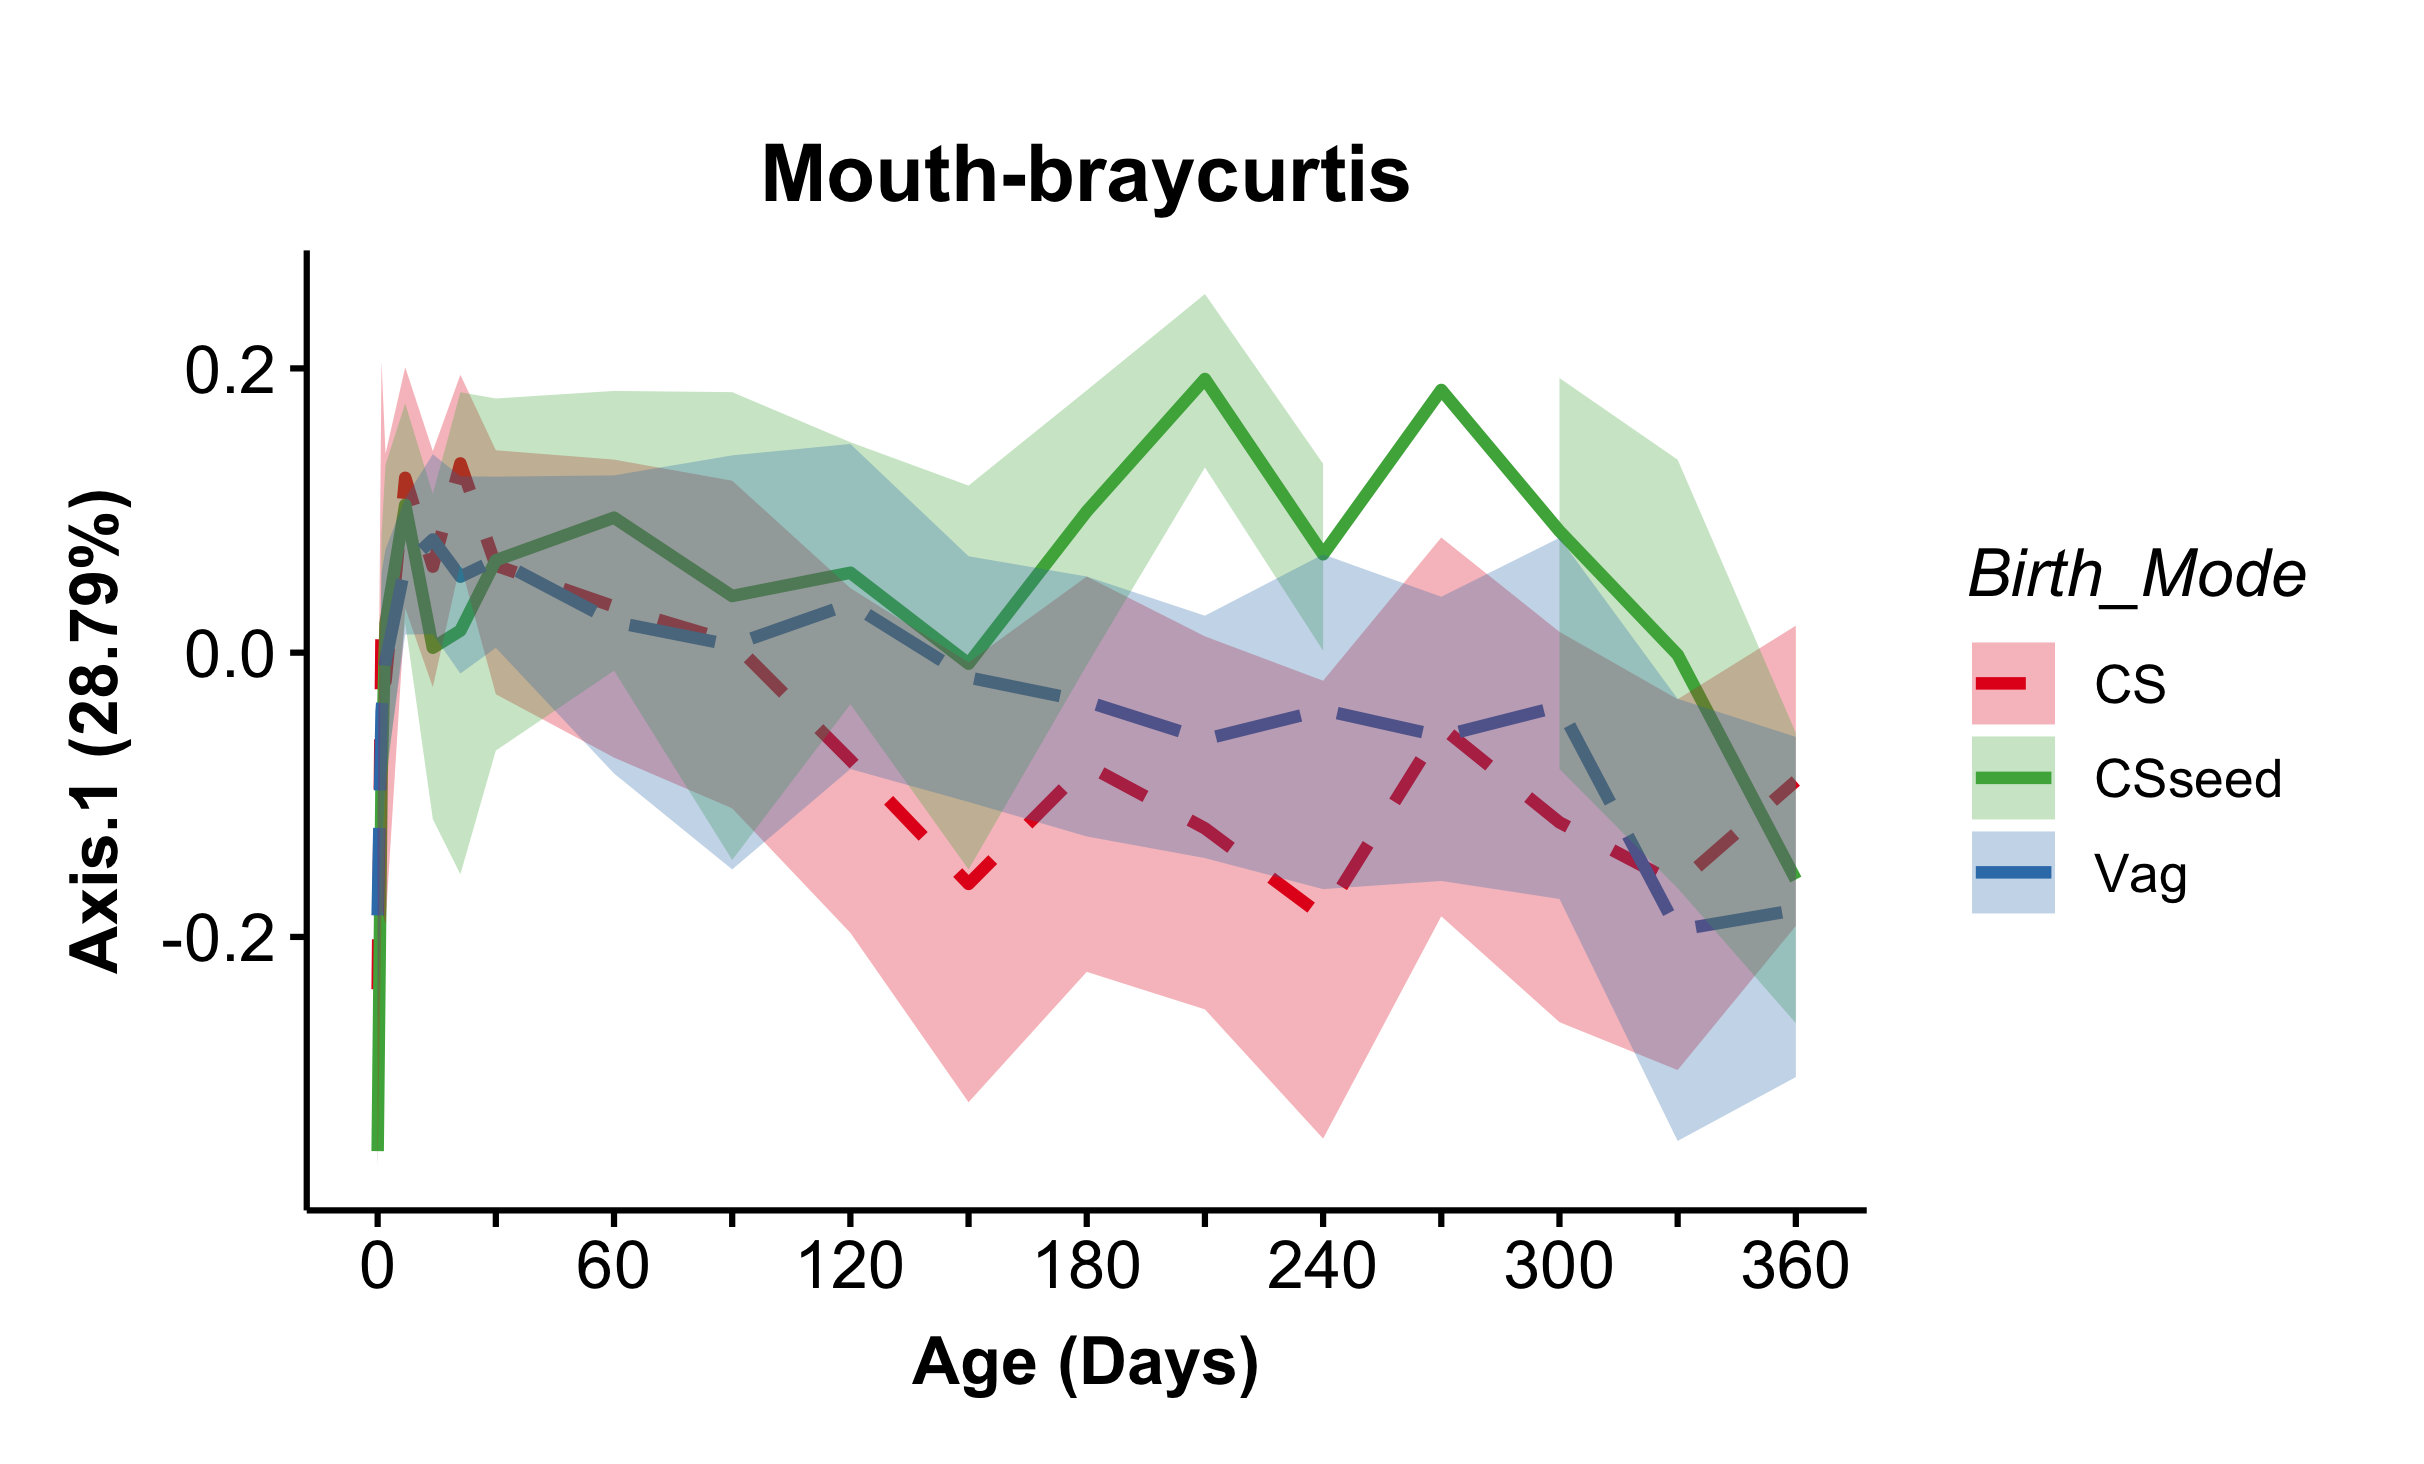 Mouth-braycurtis
Axis.1 (28.79%)
0.2
0.0
-0.2
0 60 120 180 240 300 360
Age (Days)
Birth_Mode
CS
CSseed
Vag